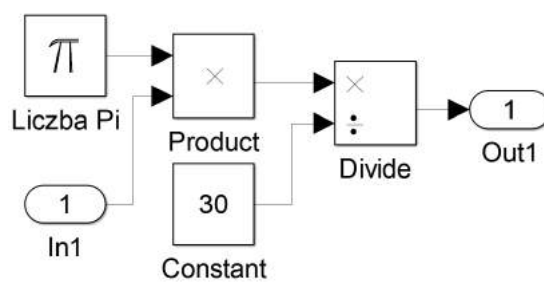 π
Liczba Pi
×
Product
1
In1
30
Constant
×
÷
Divide
1
Out1